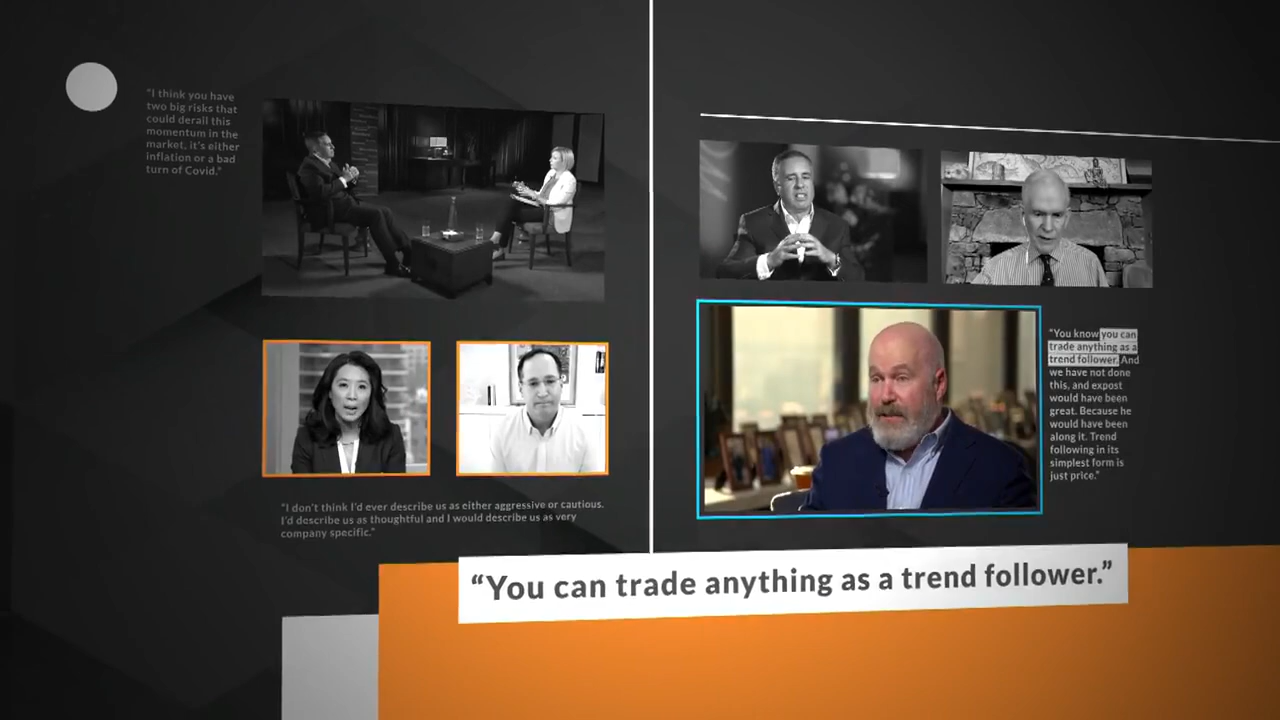 "I think you have
two big risks that
could derail this
momentum in the
market, it's either
inflation or a bad
turn of Covid."
"I don't think I'd ever describe us as either aggressive or cautious.
I'd describe us as thoughtful and I would describe us as very
company specific."
"You know you can
trade anything as a
trend follower. And
we have not done
this, and expost
would have been
great. Because he
would have been
along it. Trend
following in its
simplest form is
just price."
"You can trade anything as a trend follower."